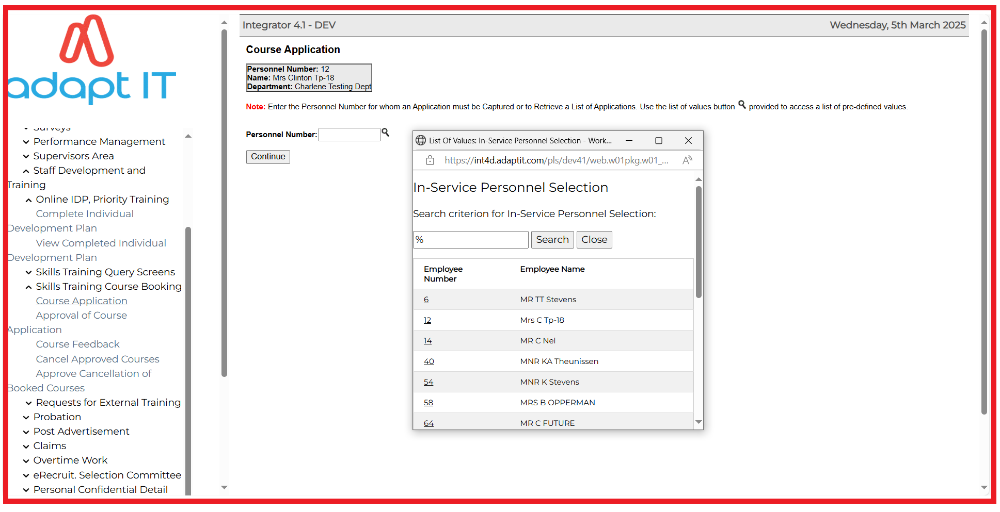 adapt IT
Surveys
Performance Management
Supervisors Area
Staff Development and
Training
Online IDP, Priority Training
Complete Individual
Development Plan
View Completed Individual
Development Plan
Skills Training Query Screens
Skills Training Course Booking
Course Application
Approval of Course
Application
Course Feedback
Cancel Approved Courses
Approve Cancellation of
Booked Courses
Requests for External Training
Probation
Post Advertisement
Claims
Overtime Work
eRecruit. Selection Committee
Personal Confidential Detail
Integrator 4.1 - DEV
Wednesday, 5th March 2025
Course Application
Personnel Number: 12
Name: Mrs Clinton Tp-18
Department: Charlene Testing Dept
Note: Enter the Personnel Number for whom an Application must be Captured or to Retrieve a List of Applications. Use the list of values button provided to access a list of pre-defined values.
Personnel Number:
Continue
List Of Values: In-Service Personnel Selection - Work...
https://int4d.adaptit.com/pls/dev41/web.w01pkg.w01_...
In-Service Personnel Selection
Search criterion for In-Service Personnel Selection:
% Search Close
Employee Number Employee Name
6 MR TT Stevens
12 Mrs C Tp-18
14 MR C Nel
40 MNR KA Theunissen
54 MNR K Stevens
58 MRS B OPPERMAN
64 MR C FUTURE